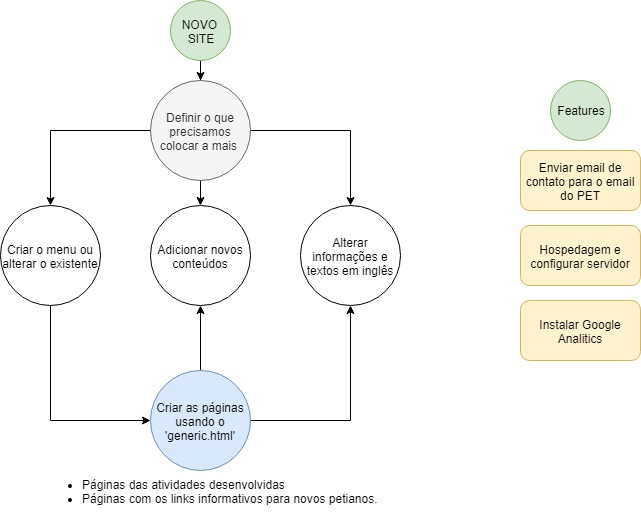 NOVO
SITE
Definir o que
precisamos
colocar a mais
Criar o menu ou
alterar o existente
Adicionar novos
conteúdos
Alterar
informações e
textos em inglês
Criar as páginas
usando o
'generic.html'
• Páginas das atividades desenvolvidas
• Páginas com os links informativos para novos petianos.
Features
Enviar email de
contato para o email
do PET
Hospedagem e
configurar servidor
Instalar Google
Analitics